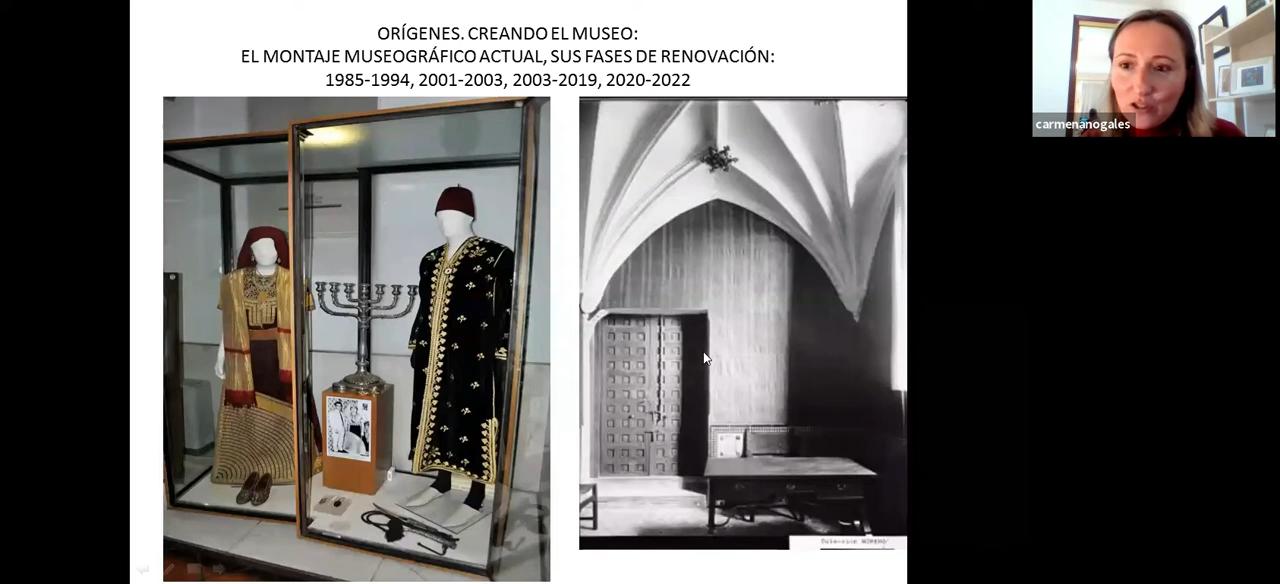 ORÍGENES. CREANDO EL MUSEO:
EL MONTAJE MUSEOGRÁFICO ACTUAL, SUS FASES DE RENOVACIÓN:
1985-1994, 2001-2003, 2003-2019, 2020-2022
carmenanogales